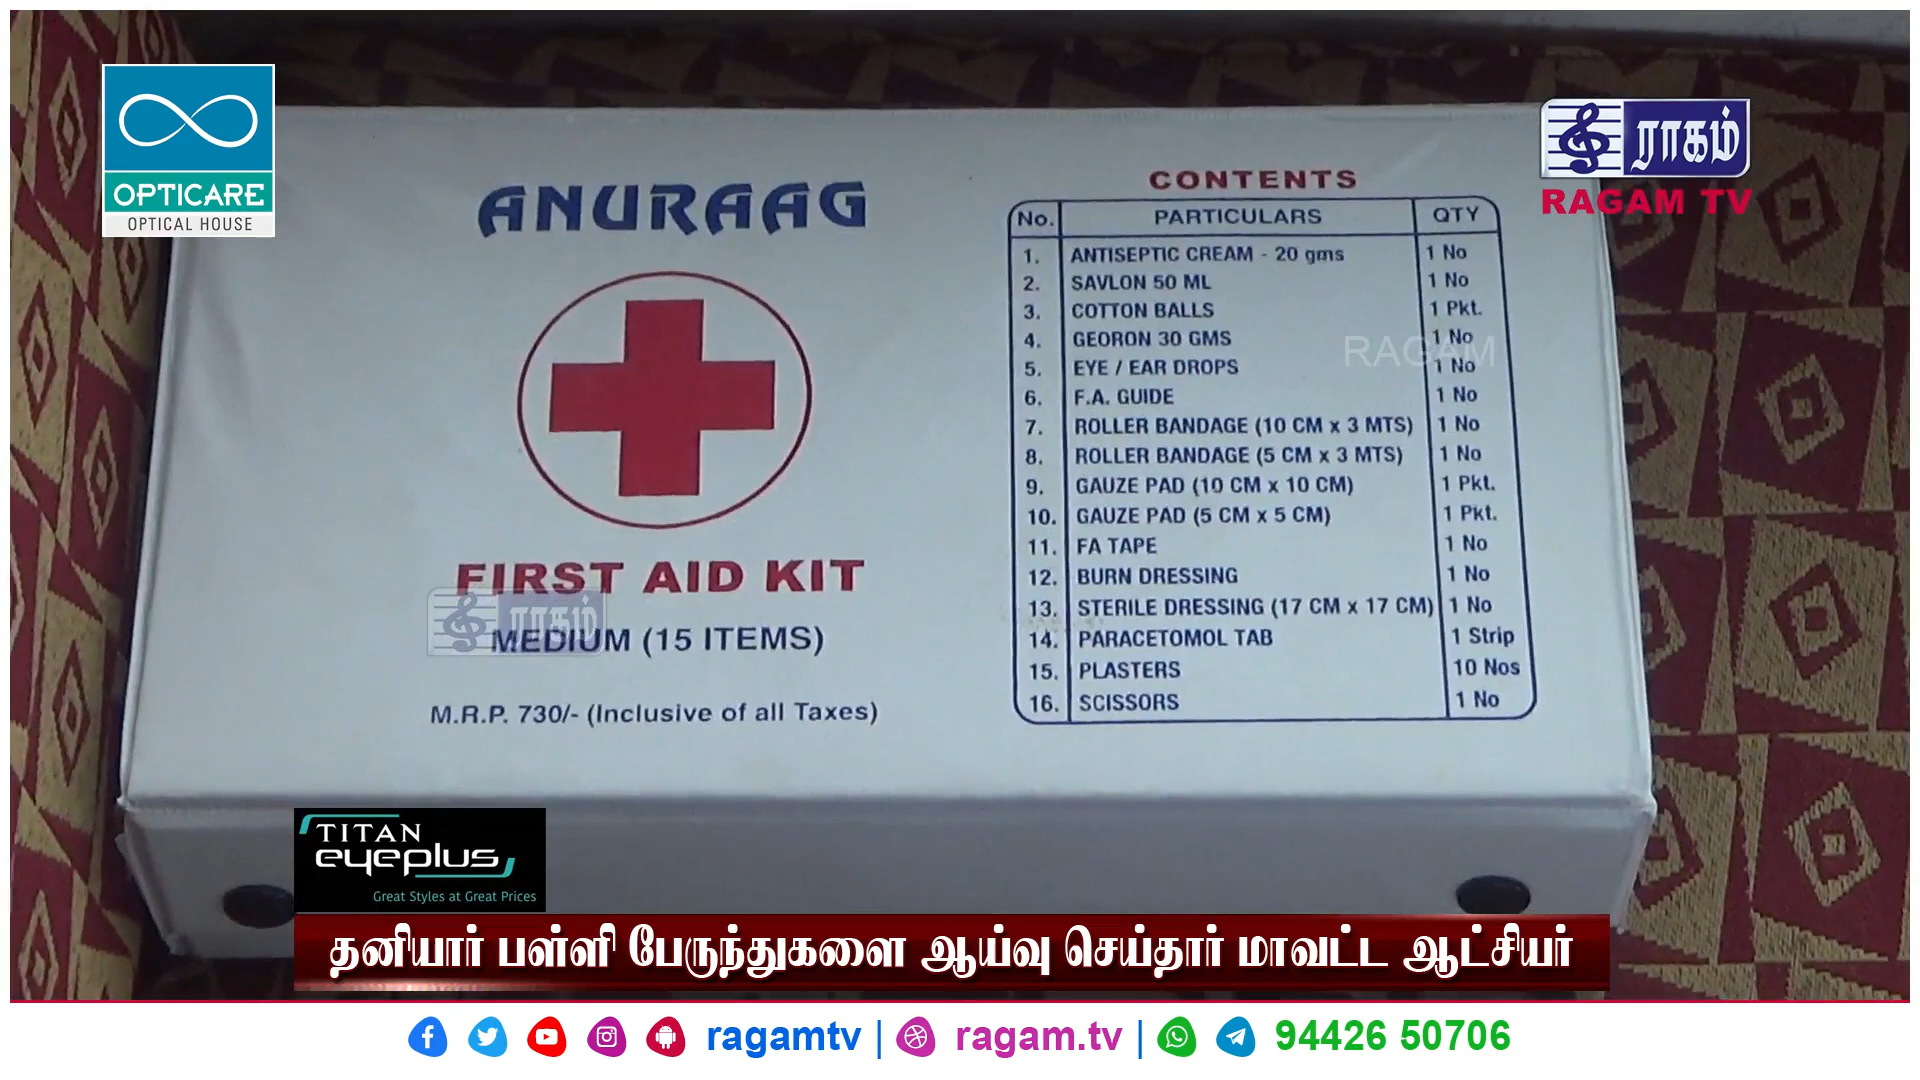 OPTICARE
OPTICAL HOUSE
ராகம்
RAGAM TV
ANURAAG
FIRST AID KIT
MEDIUM (15 ITEMS)
M.R.P. 730/- (Inclusive of all Taxes)
CONTENTS
No. PARTICULARS QTY
1. ANTISEPTIC CREAM - 20 gms 1 No
2. SAVLON 50 ML 1 No
3. COTTON BALLS 1 Pkt.
4. GEORON 30 GMS 1 No
5. EYE / EAR DROPS 1 No
6. F.A. GUIDE 1 No
7. ROLLER BANDAGE (10 CM x 3 MTS) 1 No
8. ROLLER BANDAGE (5 CM x 3 MTS) 1 No
9. GAUZE PAD (10 CM x 10 CM) 1 Pkt.
10. GAUZE PAD (5 CM x 5 CM) 1 Pkt.
11. FA TAPE 1 No
12. BURN DRESSING 1 No
13. STERILE DRESSING (17 CM x 17 CM) 1 No
14. PARACETOMOL TAB 1 Strip
15. PLASTERS 10 Nos
16. SCISSORS 1 No
RAGAM
ராகம்
TITAN
eyeplus
Great Styles at Great Prices
தனியார் பள்ளி பேருந்துகளை ஆய்வு செய்தார் மாவட்ட ஆட்சியர்
ragamtv | ragam.tv | 94426 50706